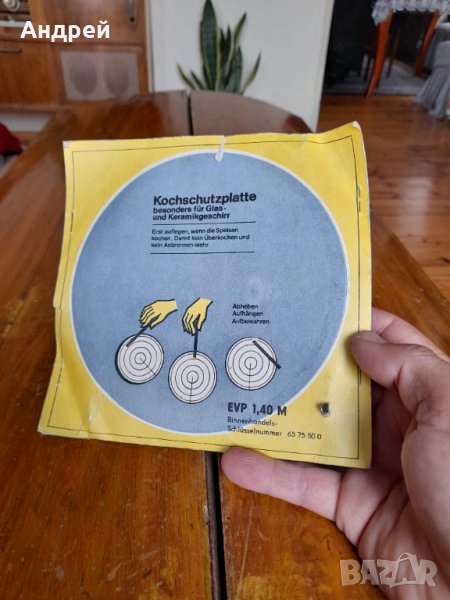 Андрей
Kochschutzplatte
besonders für Glas-
und Keramikgeschirr
Erst auflegen, wenn die Speisen
kochen. Damit kein Überkochen und
kein Anbrennen mehr
Abheben
Aufhängen
Aufbewahren
EVP 1,40 M
Binnenhandels-
Schlüsselnummer 65 75 50 0
BAZAR